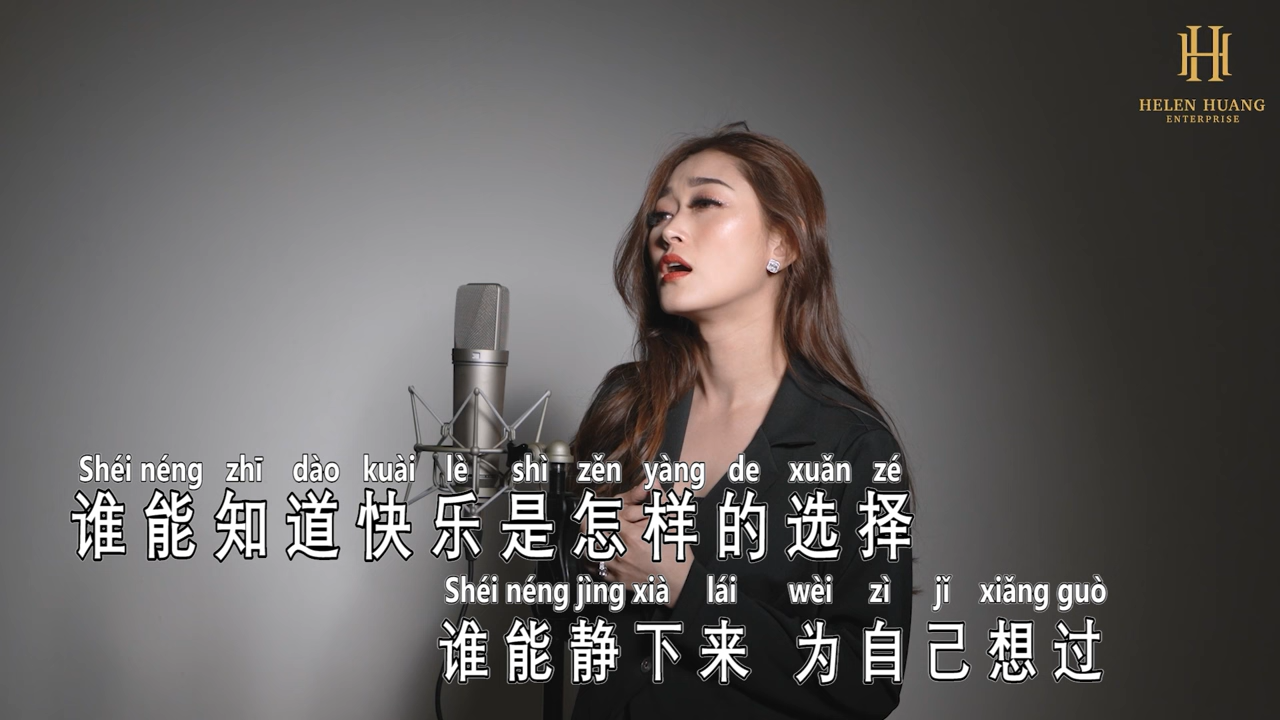 HELEN HUANG
ENTERPRISE
Shéi néng zhī dào kuài lè shì zěn yàng de xuǎn zé
谁能知道快乐是怎样的选择
Shéi néng jìng xià lái wèi zì jǐ xiǎng guò
谁能静下来 为自己想过